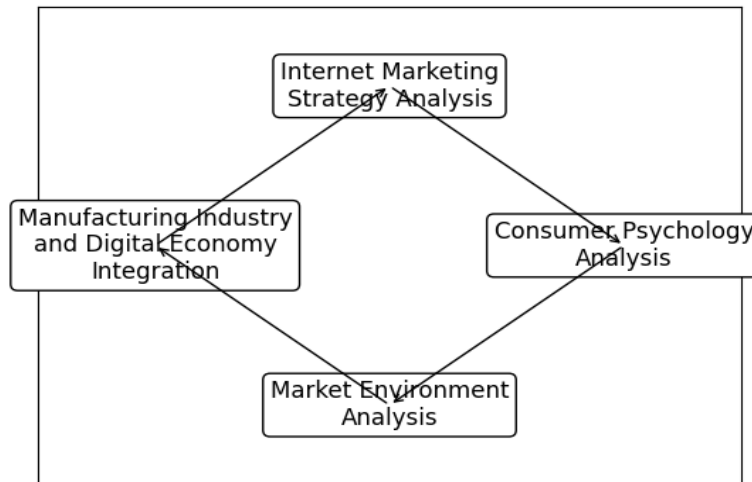 Internet Marketing
Strategy Analysis
Manufacturing Industry
and Digital Economy
Integration
Consumer Psychology
Analysis
Market Environment
Analysis